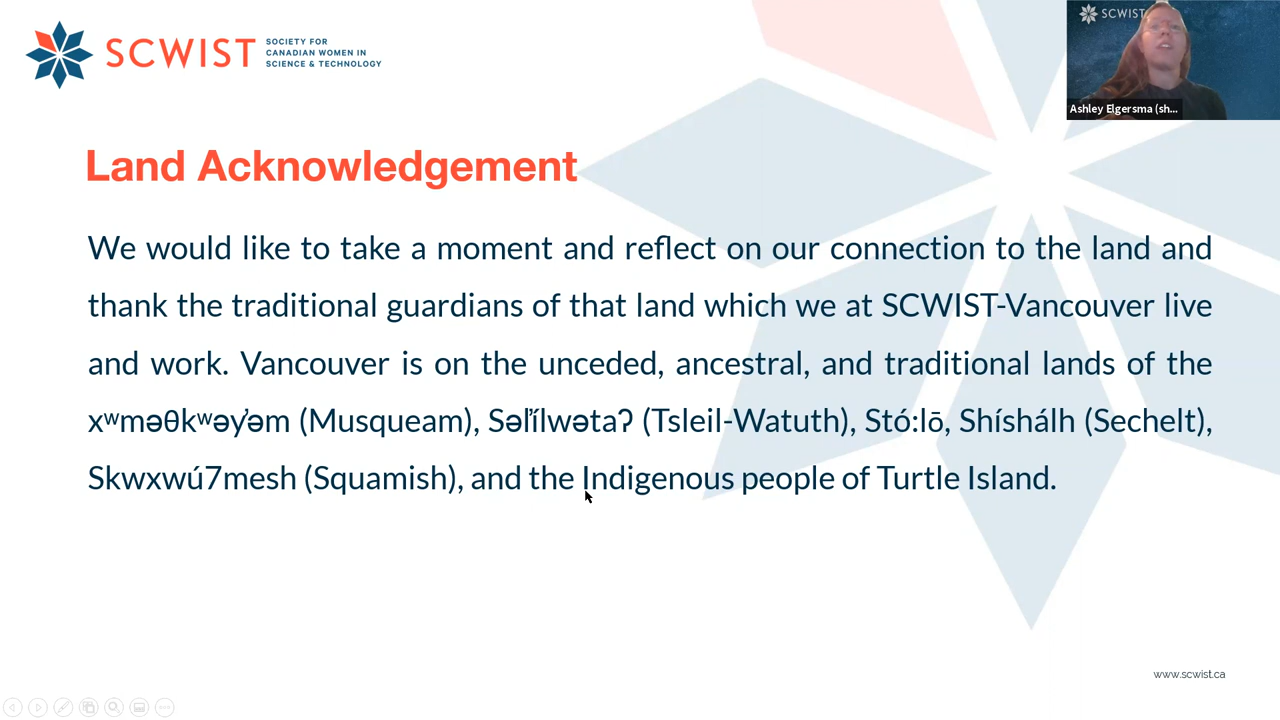 SCWIST
SOCIETY FOR
CANADIAN WOMEN IN
SCIENCE & TECHNOLOGY
SCWIST
Ashley Elgersma (sh...
Land Acknowledgement
We would like to take a moment and reflect on our connection to the land and
thank the traditional guardians of that land which we at SCWIST-Vancouver live
and work. Vancouver is on the unceded, ancestral, and traditional lands of the
xʷməθkʷəy̓əm (Musqueam), Səl̓ílwətaʔ (Tsleil-Watuth), Stó:lō, Shíshálh (Sechelt),
Skwxwú7mesh (Squamish), and the Indigenous people of Turtle Island.
www.scwist.ca